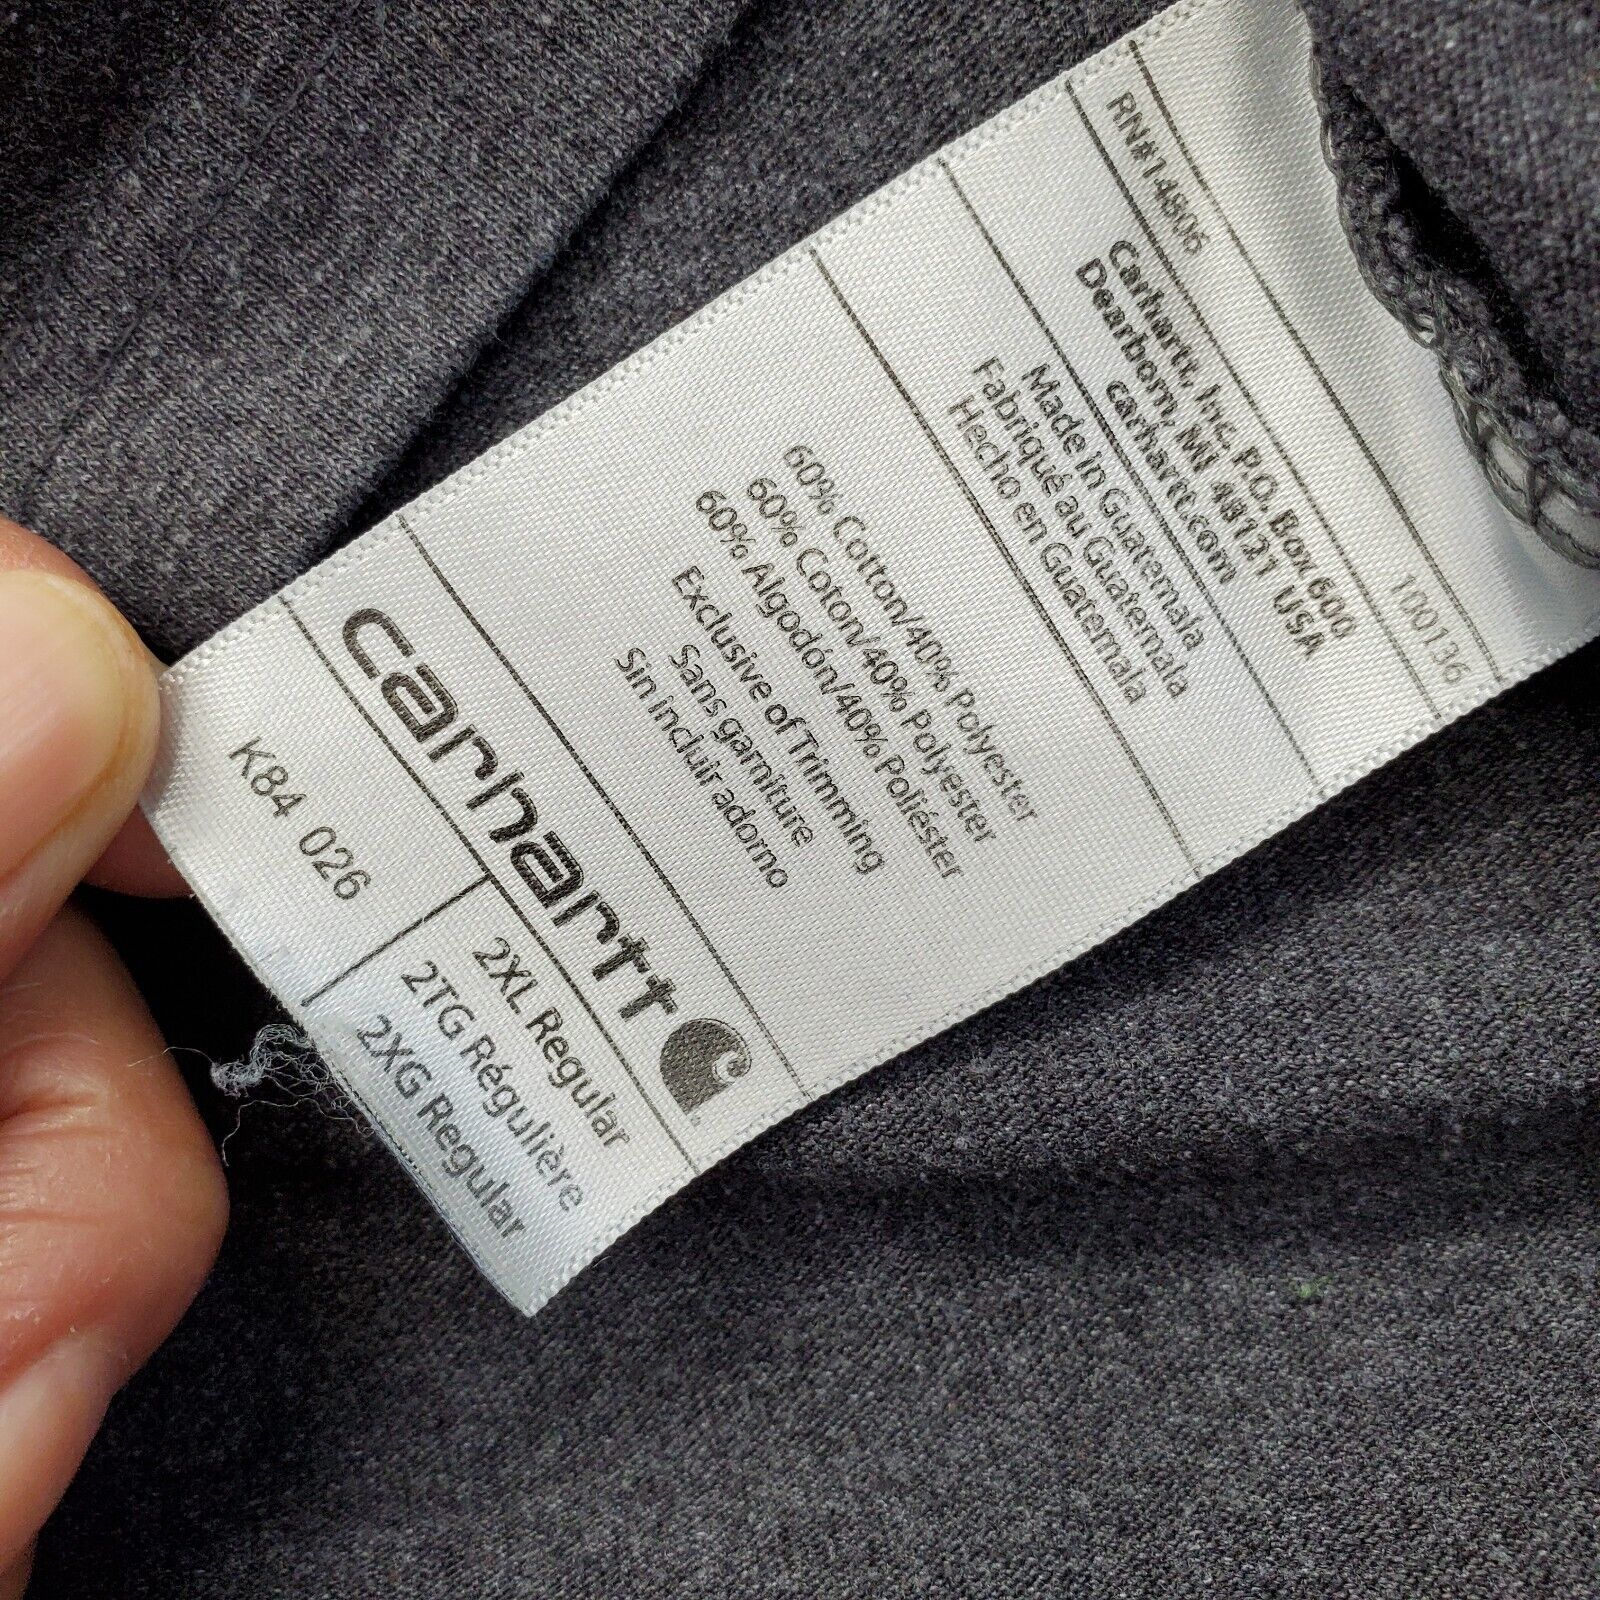 RN#14806 100136
Carhartt, Inc, P.O. Box 600
Dearborn, MI 48121 USA
carhartt.com
Made in Guatemala
Fabriqué au Guatemala
Hecho en Guatemala
60% Cotton/40% Polyester
60% Coton/40% Polyester
60% Algodón/40% Poliéster
Exclusive of Trimming
Sans garniture
Sin incluir adorno
carhartt
K84 026
2XL Regular
2TG Régulière
2XG Regular